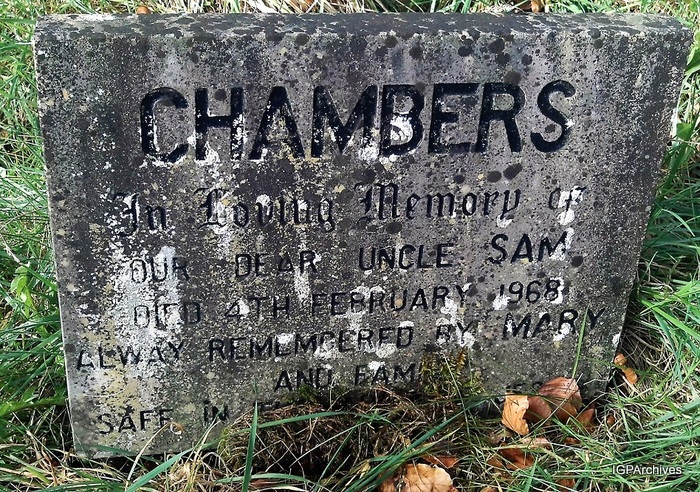 CHAMBERS
In Loving Memory of
OUR DEAR UNCLE SAM
DIED 4TH FEBRUARY 1968
ALWAY REMEMBERED BY MARY
AND FAM
SAFE IN
IGPArchives